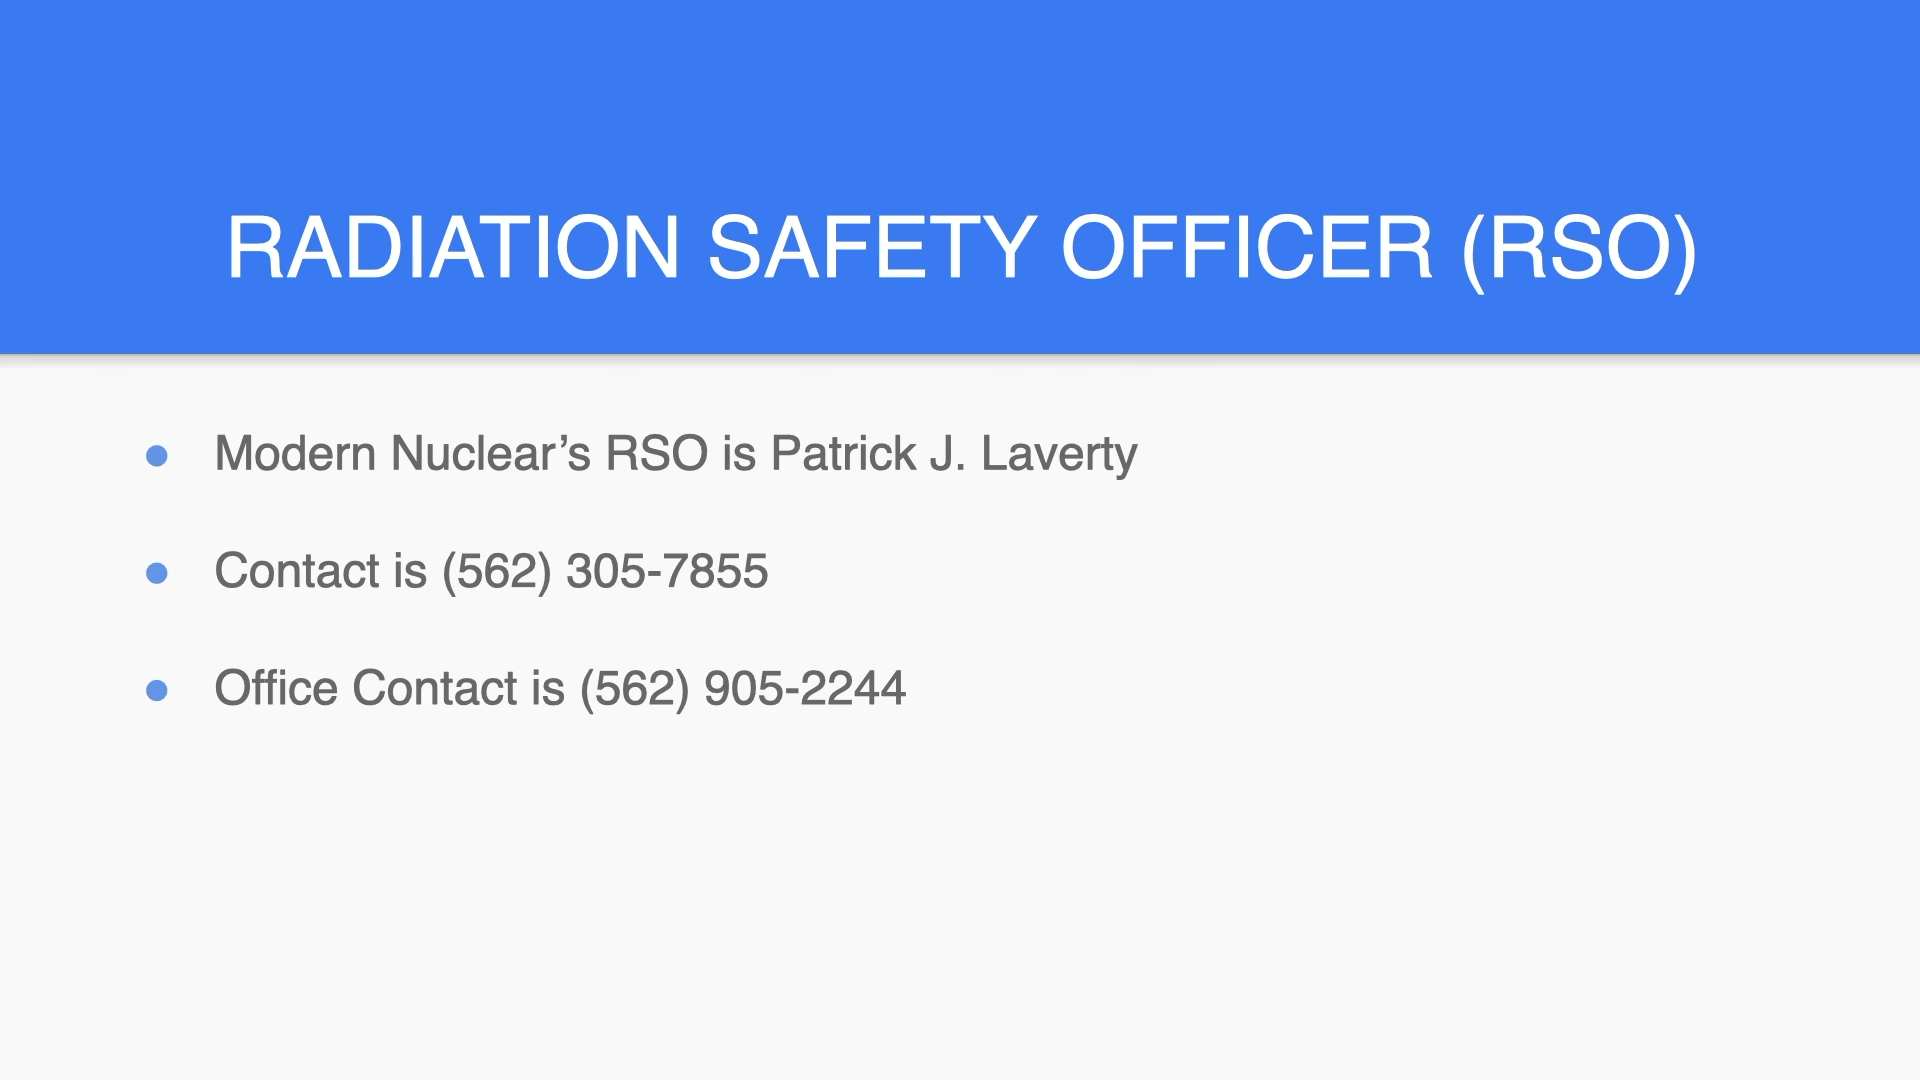 RADIATION SAFETY OFFICER (RSO)
● Modern Nuclear’s RSO is Patrick J. Laverty
● Contact is (562) 305-7855
● Office Contact is (562) 905-2244